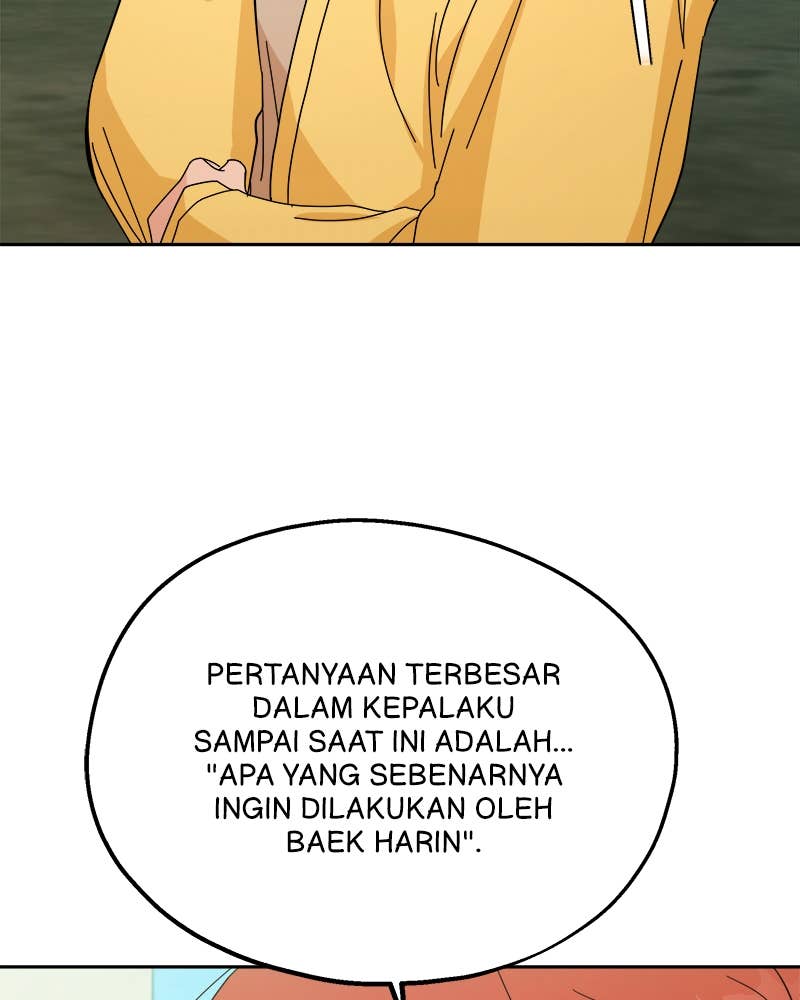 PERTANYAAN TERBESAR
DALAM KEPALAKU
SAMPAI SAAT INI ADALAH...
"APA YANG SEBENARNYA
INGIN DILAKUKAN OLEH
BAEK HARIN".